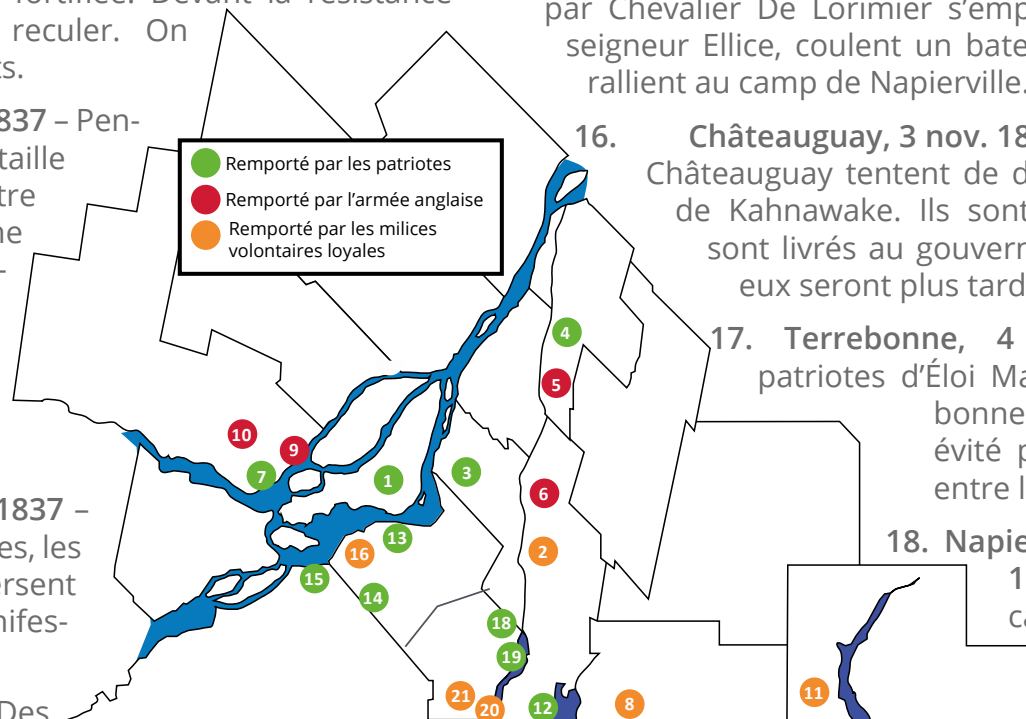 fortifiée. Devant la résistance
reculer. On
ts.
837 – Pen-
taille
tre
ne
-
1837 –
es, les
ersent
nifes-
Des
Remporté par les patriotes
Remporté par l’armée anglaise
Remporté par les milices
volontaires loyales
par Chevalier De Lorimier s’emp
seigneur Ellice, coulent un bate
rallient au camp de Napierville.
16. Châteauguay, 3 nov. 18
Châteauguay tentent de d
de Kahnawake. Ils sont
sont livrés au gouvern
eux seront plus tard
17. Terrebonne, 4
patriotes d’Éloi Ma
bonne
évité p
entre l
18. Napie
1
ca
4
5
10
9
7
1
3
6
13
16
2
15
14
18
19
21
20
12
8
11